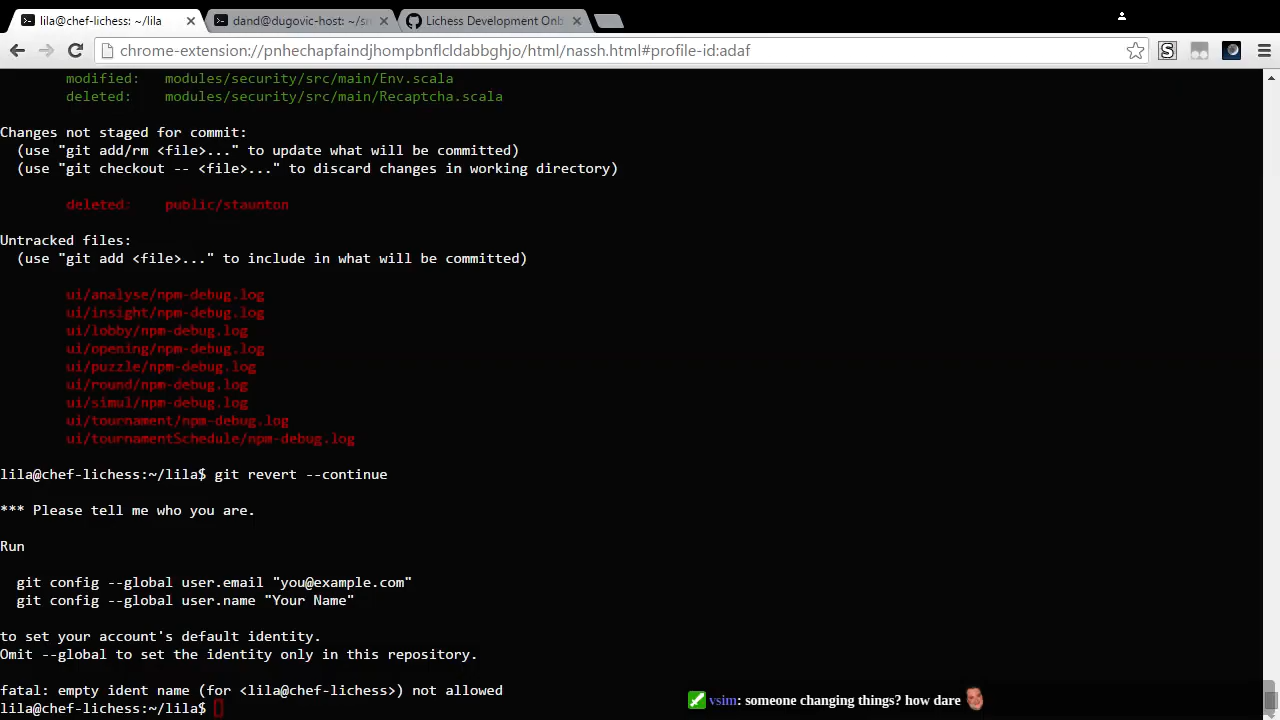 lila@chef-lichess: ~/lila
dand@dugovic-host: ~/sr
Lichess Development Onb
chrome-extension://pnhechapfaindjhompbnflcldabbghjo/html/nassh.html#profile-id:adaf
modified:   modules/security/src/main/Env.scala
deleted:    modules/security/src/main/Recaptcha.scala
Changes not staged for commit:
(use "git add/rm <file>..." to update what will be committed)
(use "git checkout -- <file>..." to discard changes in working directory)
deleted:    public/staunton
Untracked files:
(use "git add <file>..." to include in what will be committed)
ui/analyse/npm-debug.log
ui/insight/npm-debug.log
ui/lobby/npm-debug.log
ui/opening/npm-debug.log
ui/puzzle/npm-debug.log
ui/round/npm-debug.log
ui/simul/npm-debug.log
ui/tournament/npm-debug.log
ui/tournamentSchedule/npm-debug.log
lila@chef-lichess:~/lila$ git revert --continue
*** Please tell me who you are.
Run
git config --global user.email "you@example.com"
git config --global user.name "Your Name"
to set your account's default identity.
Omit --global to set the identity only in this repository.
fatal: empty ident name (for <lila@chef-lichess>) not allowed
lila@chef-lichess:~/lila$
vsim: someone changing things? how dare